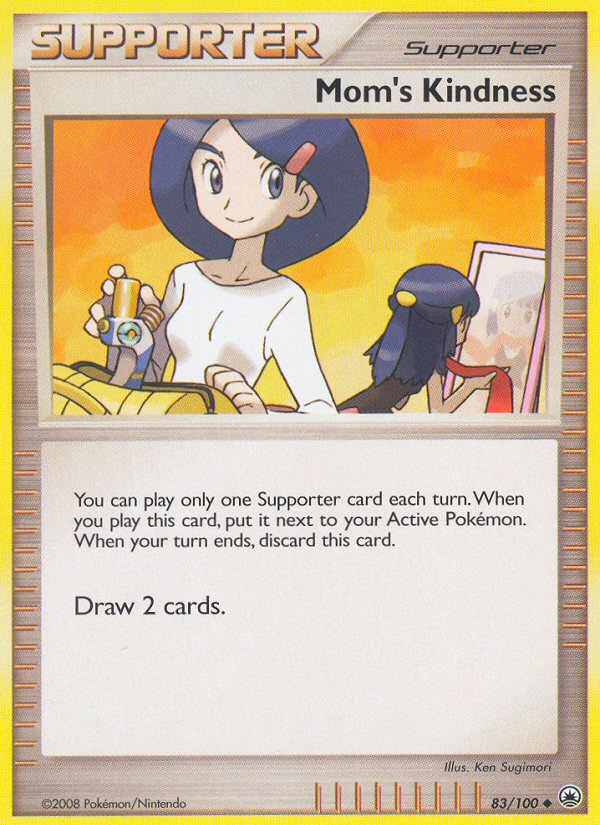 SUPPORTER
Supporter
Mom's Kindness
You can play only one Supporter card each turn. When
you play this card, put it next to your Active Pokémon.
When your turn ends, discard this card.
Draw 2 cards.
Illus. Ken Sugimori
©2008 Pokémon/Nintendo
83/100